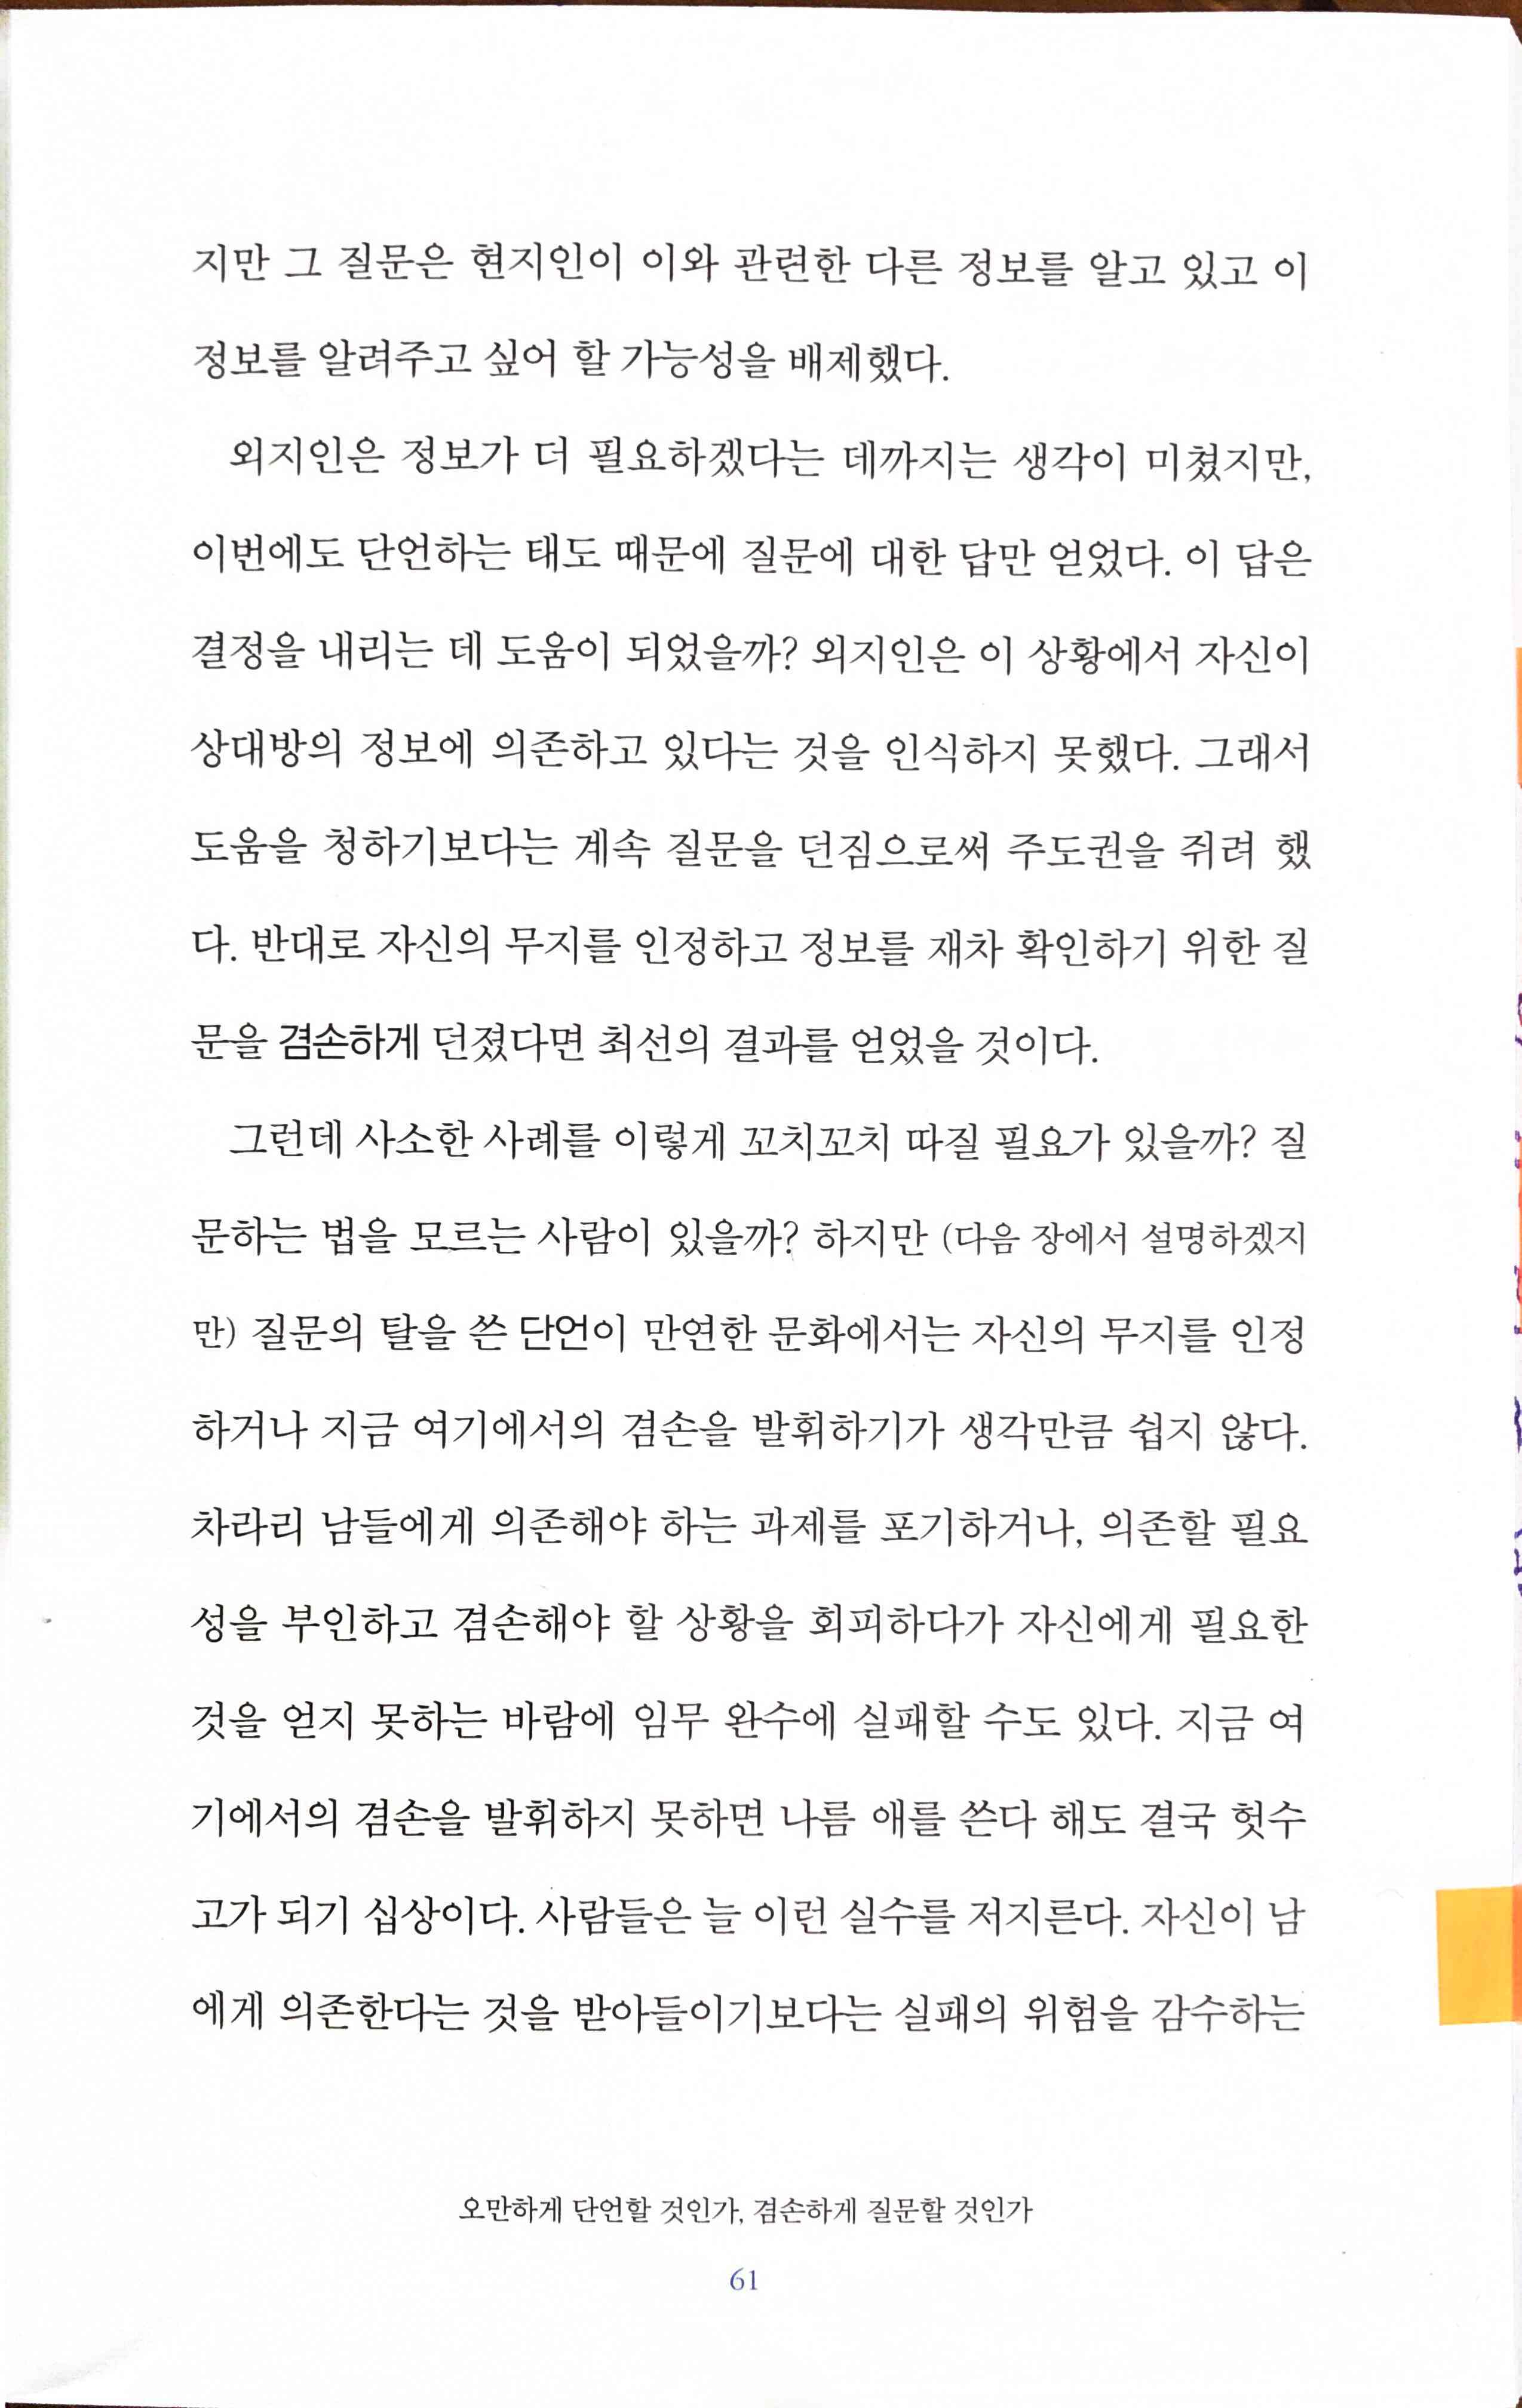 지만 그 질문은 현지인이 이와 관련한 다른 정보를 알고 있고 이
정보를 알려주고 싶어 할 가능성을 배제했다.
외지인은 정보가 더 필요하겠다는 데까지는 생각이 미쳤지만,
이번에도 단언하는 태도 때문에 질문에 대한 답만 얻었다. 이 답은
결정을 내리는 데 도움이 되었을까? 외지인은 이 상황에서 자신이
상대방의 정보에 의존하고 있다는 것을 인식하지 못했다. 그래서
도움을 청하기보다는 계속 질문을 던짐으로써 주도권을 쥐려 했
다. 반대로 자신의 무지를 인정하고 정보를 재차 확인하기 위한 질
문을 겸손하게 던졌다면 최선의 결과를 얻었을 것이다.
그런데 사소한 사례를 이렇게 꼬치꼬치 따질 필요가 있을까? 질
문하는 법을 모르는 사람이 있을까? 하지만 (다음 장에서 설명하겠지
만) 질문의 탈을 쓴 단언이 만연한 문화에서는 자신의 무지를 인정
하거나 지금 여기에서의 겸손을 발휘하기가 생각만큼 쉽지 않다.
차라리 남들에게 의존해야 하는 과제를 포기하거나, 의존할 필요
성을 부인하고 겸손해야 할 상황을 회피하다가 자신에게 필요한
것을 얻지 못하는 바람에 임무 완수에 실패할 수도 있다. 지금 여
기에서의 겸손을 발휘하지 못하면 나름 애를 쓴다 해도 결국 헛수
고가 되기 십상이다. 사람들은 늘 이런 실수를 저지른다. 자신이 남
에게 의존한다는 것을 받아들이기보다는 실패의 위험을 감수하는
오만하게 단언할 것인가, 겸손하게 질문할 것인가
61